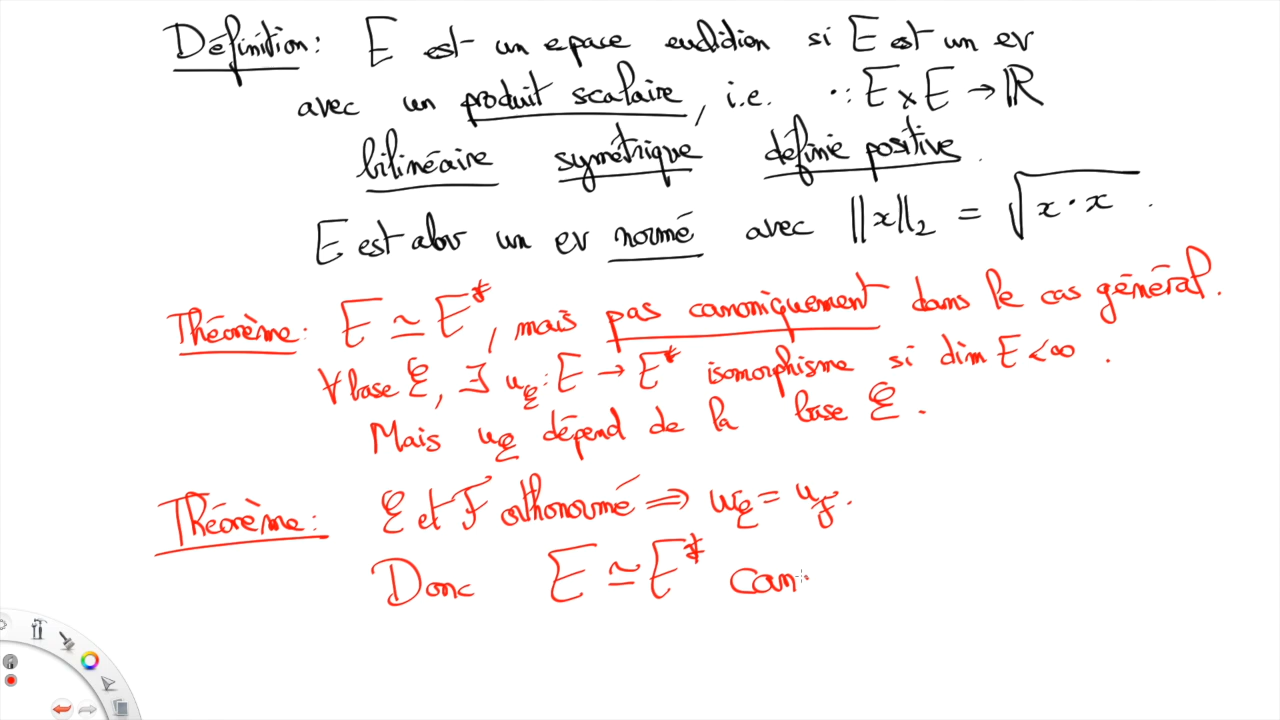 Définition: E est un epace euclidien si E est un ev
avec un produit scalaire, i.e. ·: E × E → ℝ
bilinéaire symétrique définie positive.
E est alors un ev normé avec ||x||₂ = √(x · x).
Théorème: E ≃ E*, mais pas canoniquement dans le cas général.
∀ base ℰ, ∃ u_ℰ: E → E* isomorphisme si dim E < ∞.
Mais u_ℰ dépend de la base ℰ.
Théorème: ℰ et ℱ orthonormé ⇒ u_ℰ = u_ℱ.
Donc E ≃ E* can